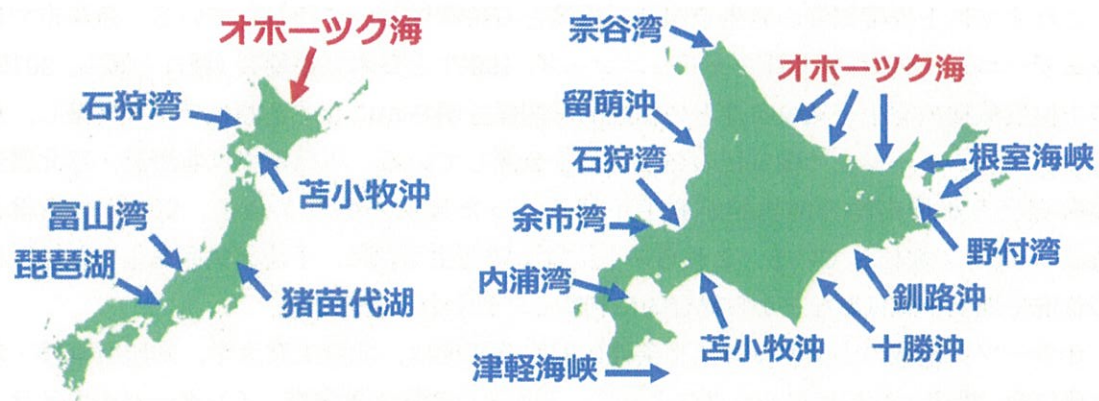 オホーツク海
石狩湾
苫小牧沖
富山湾
琵琶湖
猪苗代湖
宗谷湾
オホーツク海
留萌沖
石狩湾
根室海峡
余市湾
野付湾
内浦湾
釧路沖
苫小牧沖
十勝沖
津軽海峡